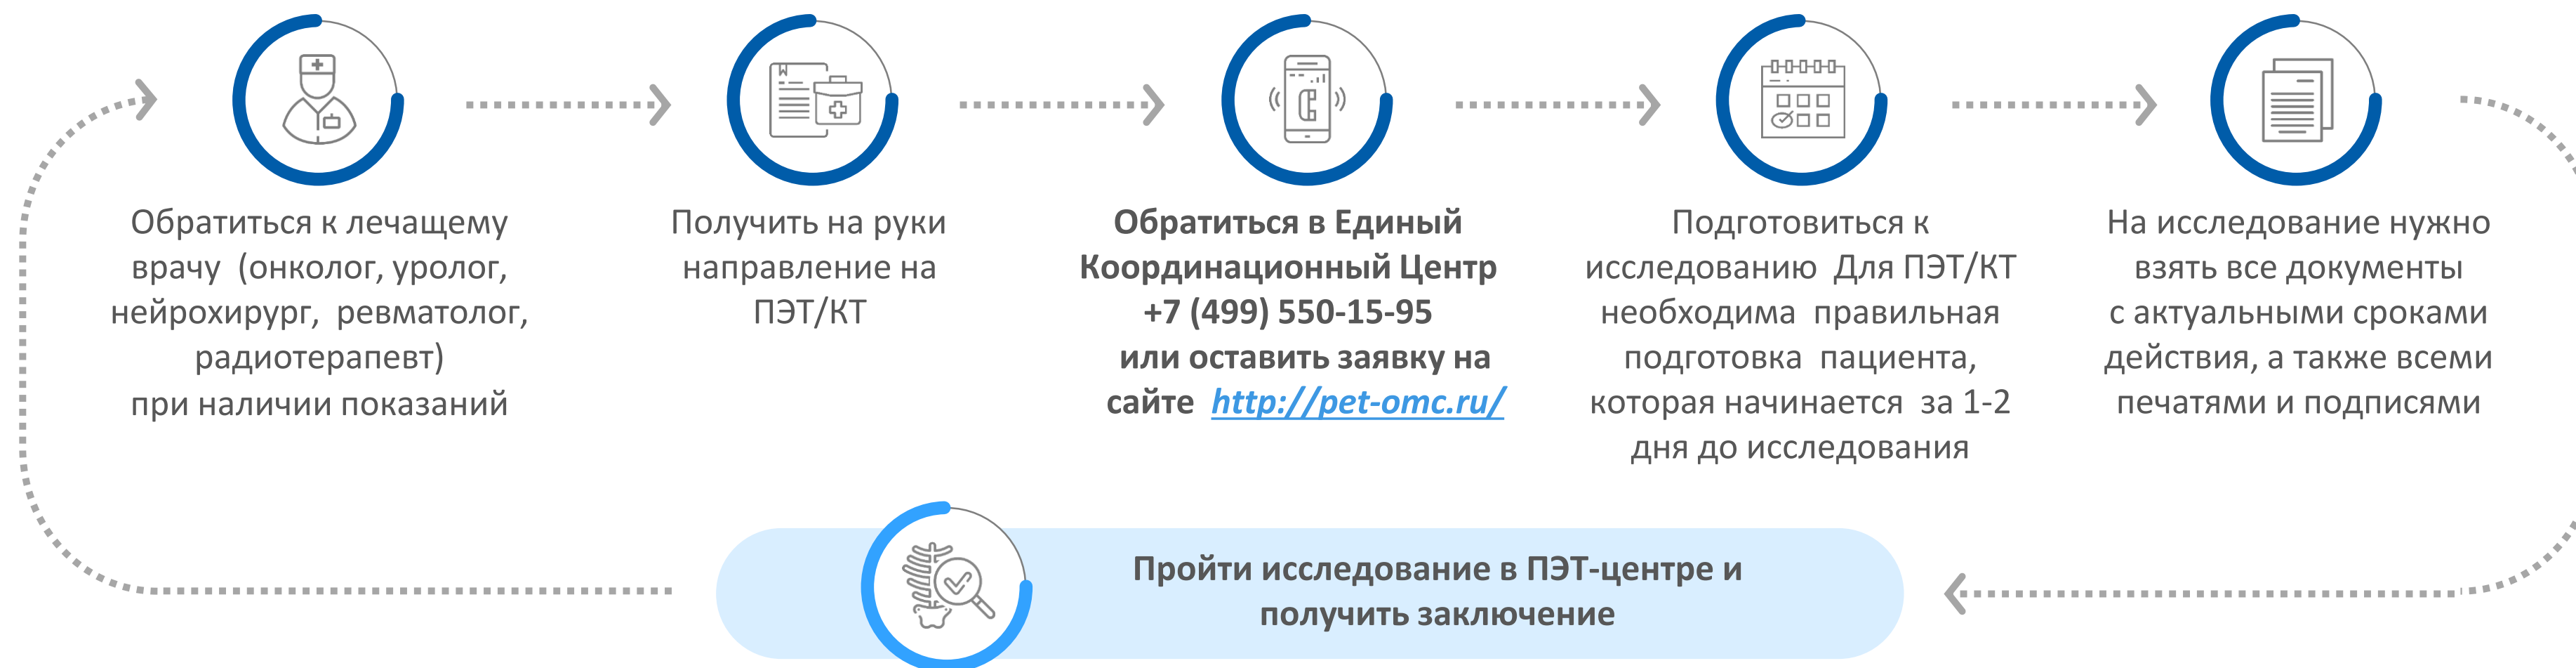 Обратиться к лечащему
врачу (онколог, уролог,
нейрохирург, ревматолог,
радиотерапевт)
при наличии показаний
Получить на руки
направление на
ПЭТ/КТ
Обратиться в Единый
Координационный Центр
+7 (499) 550-15-95
или оставить заявку на
сайте http://pet-omc.ru/
Подготовиться к
исследованию Для ПЭТ/КТ
необходима правильная
подготовка пациента,
которая начинается за 1-2
дня до исследования
На исследование нужно
взять все документы
с актуальными сроками
действия, а также всеми
печатями и подписями
Пройти исследование в ПЭТ-центре и
получить заключение